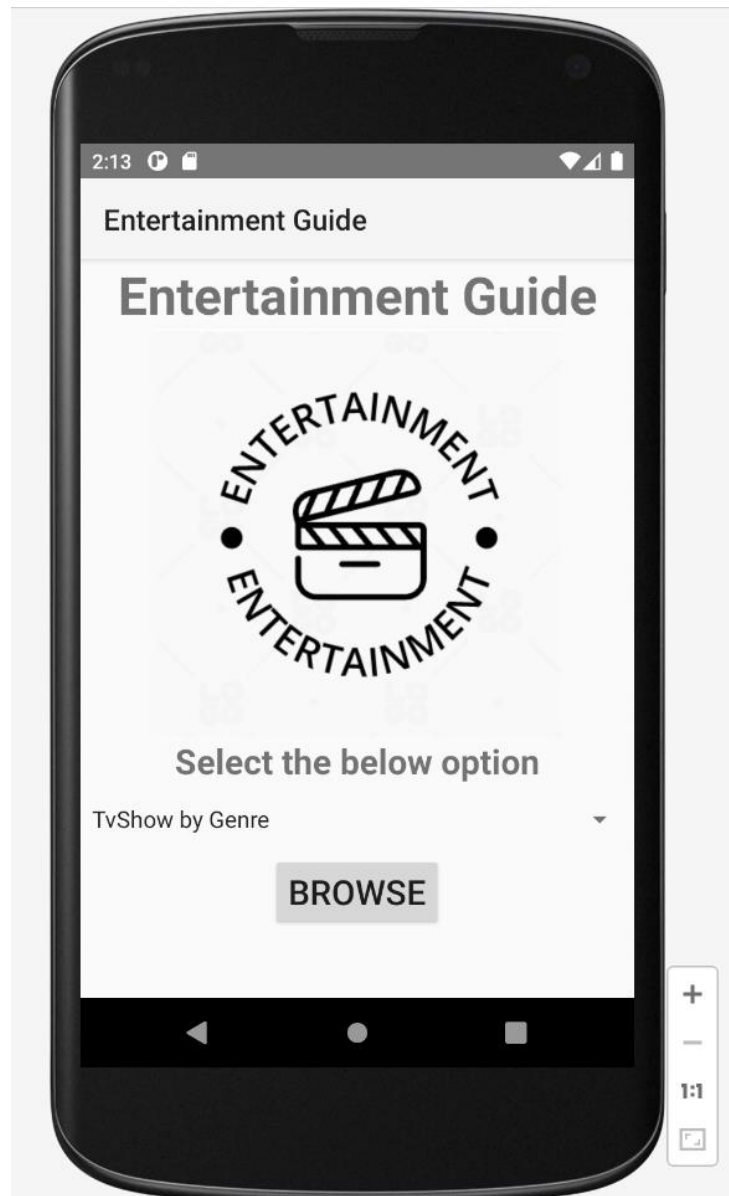 2:13
Entertainment Guide
Entertainment Guide
ENTERTAINMENT
ENTERTAINMENT
Select the below option
TvShow by Genre
BROWSE
1:1